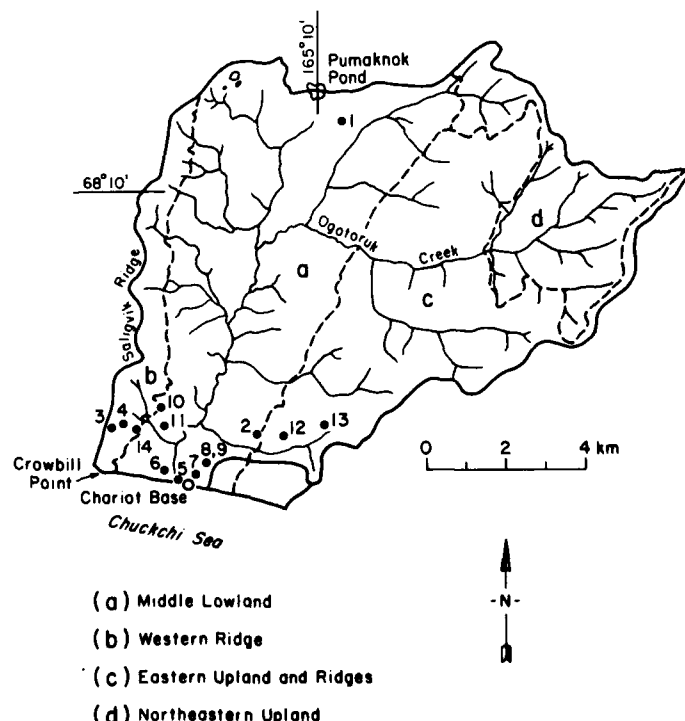 165°10'
Pumaknok
Pond
1
68°10'
d
Ogotoruk
Creek
a
c
Saligvik Ridge
b
10
3
4
11
2
12
13
14
8,9
6
5
7
Crowbill
Point
Chariot Base
Chuckchi Sea
0 2 4 km
-N-
(a) Middle Lowland
(b) Western Ridge
(c) Eastern Upland and Ridges
(d) Northeastern Upland